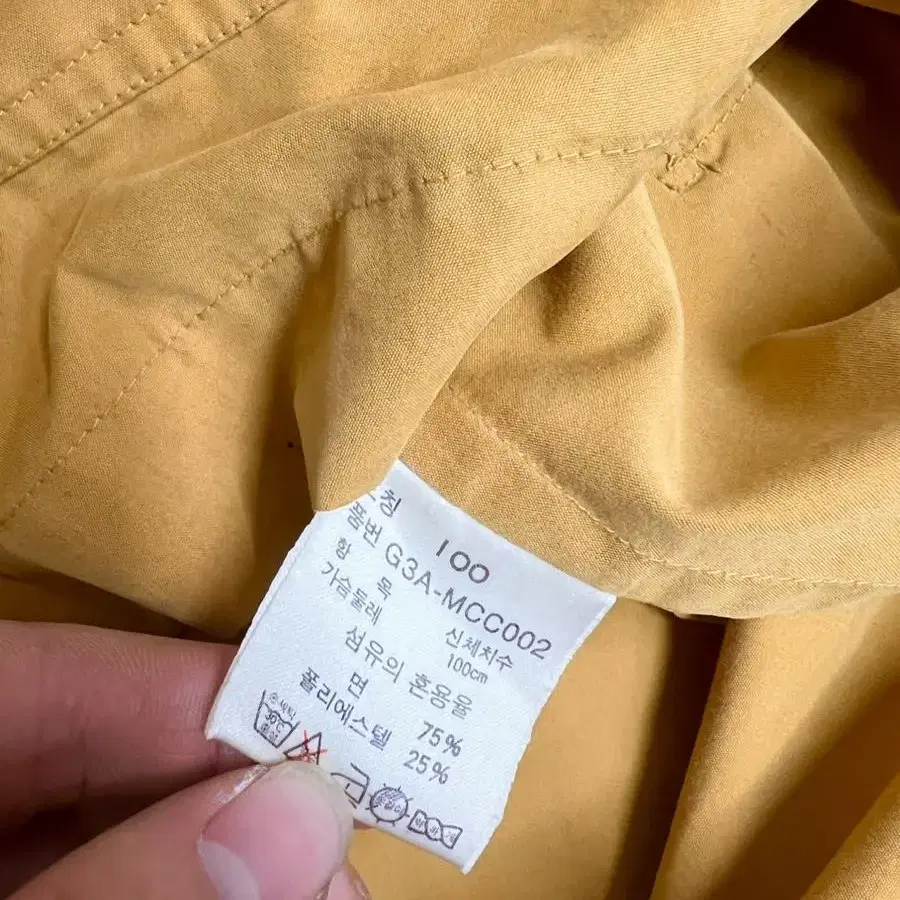 호칭 100
품번 G3A-MCC002
항 목 신체치수
가슴둘레 100cm
섬유의 혼용율
면 75%
폴리에스텔 25%